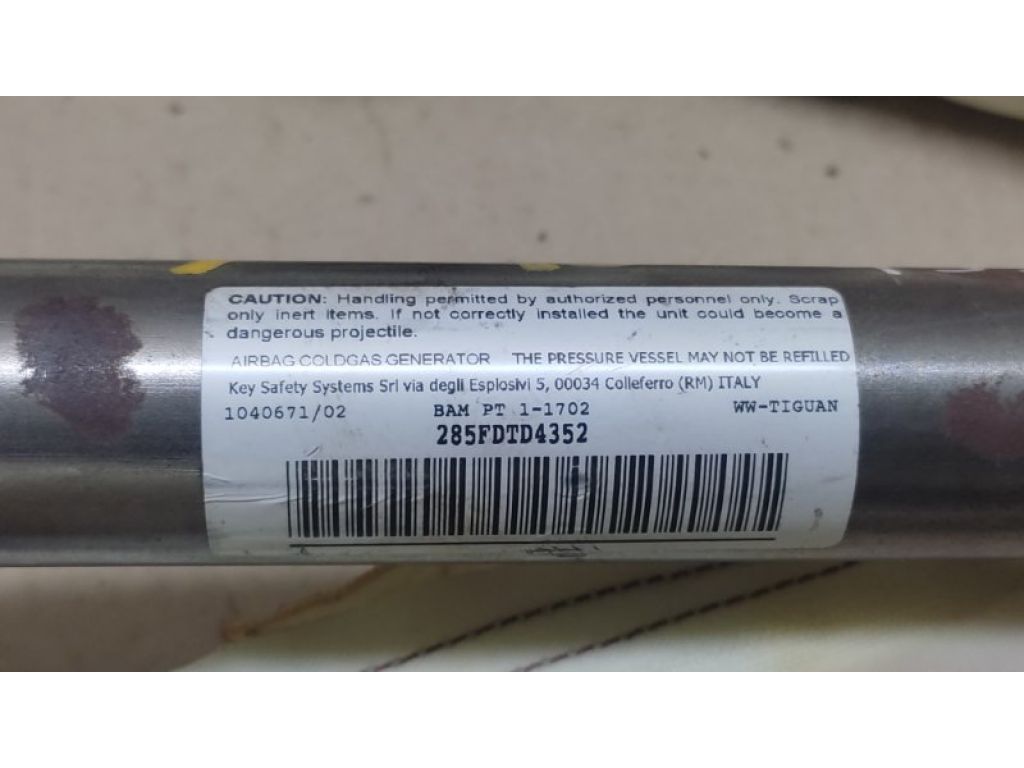 CAUTION: Handling permitted by authorized personnel only. Scrap
only inert items. If not correctly installed the unit could become a
dangerous projectile.
AIRBAG COLDGAS GENERATOR THE PRESSURE VESSEL MAY NOT BE REFILLED
Key Safety Systems Srl via degli Esplosivi 5, 00034 Colleferro (RM) ITALY
1040671/02 BAM PT 1-1702 WW-TIGUAN
285FDTD4352